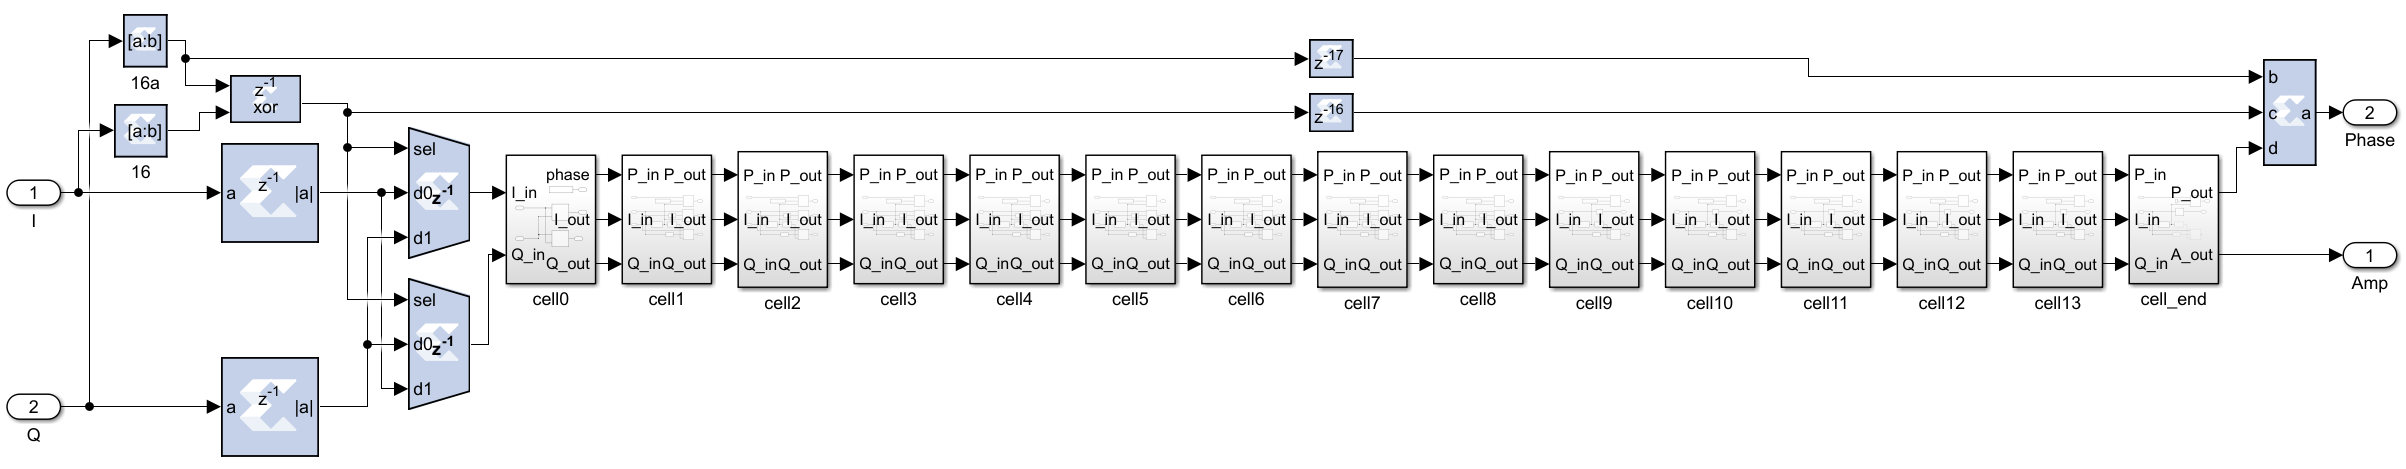 [a:b]
16a
[a:b]
16
z-1
xor
z-17
z-16
b
c
d
a
2
Phase
1
I
a
z-1
|a|
sel
d0
z-1
d1
2
Q
a
z-1
|a|
sel
d0
z-1
d1
I_in
Q_in
phase
I_out
Q_out
cell0
P_in P_out
I_in I_out
Q_in Q_out
cell1
P_in P_out
I_in I_out
Q_in Q_out
cell2
P_in P_out
I_in I_out
Q_in Q_out
cell3
P_in P_out
I_in I_out
Q_in Q_out
cell4
P_in P_out
I_in I_out
Q_in Q_out
cell5
P_in P_out
I_in I_out
Q_in Q_out
cell6
P_in P_out
I_in I_out
Q_in Q_out
cell7
P_in P_out
I_in I_out
Q_in Q_out
cell8
P_in P_out
I_in I_out
Q_in Q_out
cell9
P_in P_out
I_in I_out
Q_in Q_out
cell10
P_in P_out
I_in I_out
Q_in Q_out
cell11
P_in P_out
I_in I_out
Q_in Q_out
cell12
P_in P_out
I_in I_out
Q_in Q_out
cell13
P_in
I_in
Q_in
P_out
A_out
cell_end
1
Amp